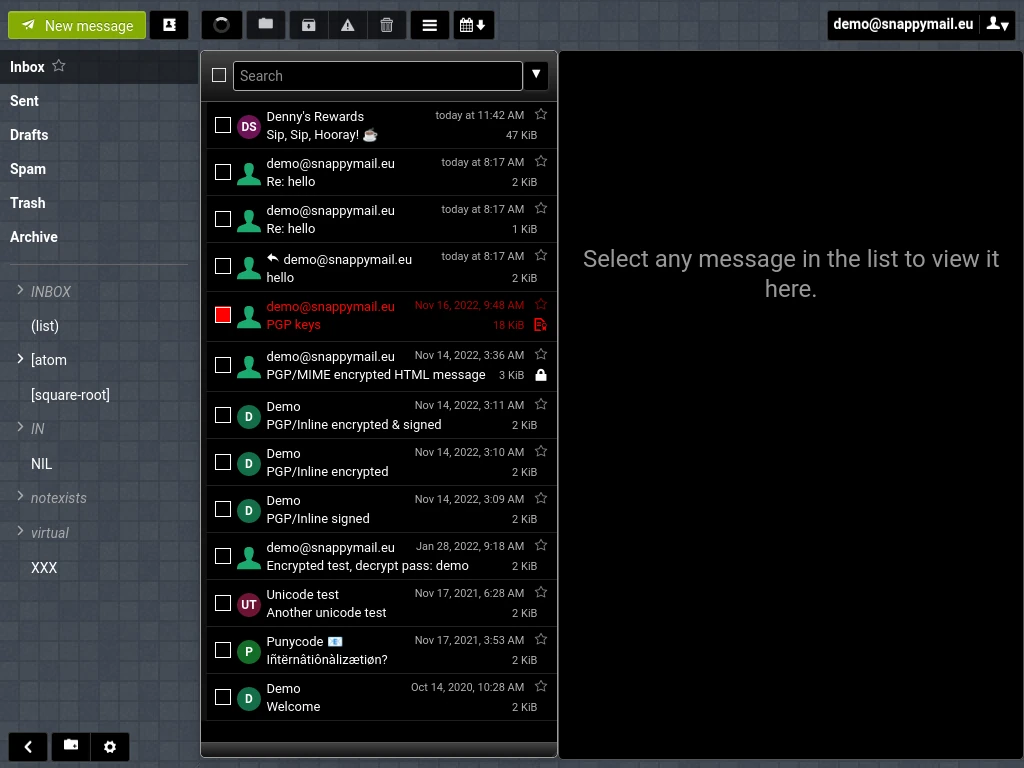 New message
demo@snappymail.eu
Inbox
Sent
Drafts
Spam
Trash
Archive
INBOX
(list)
[atom
[square-root]
IN
NIL
notexists
virtual
XXX
Search
DS Denny's Rewards today at 11:42 AM
Sip, Sip, Hooray! ☕ 47 KiB
demo@snappymail.eu today at 8:17 AM
Re: hello 2 KiB
demo@snappymail.eu today at 8:17 AM
Re: hello 1 KiB
demo@snappymail.eu today at 8:17 AM
hello 2 KiB
demo@snappymail.eu Nov 16, 2022, 9:48 AM
PGP keys 18 KiB
demo@snappymail.eu Nov 14, 2022, 3:36 AM
PGP/MIME encrypted HTML message 3 KiB
D Demo Nov 14, 2022, 3:11 AM
PGP/Inline encrypted & signed 2 KiB
D Demo Nov 14, 2022, 3:10 AM
PGP/Inline encrypted 2 KiB
D Demo Nov 14, 2022, 3:09 AM
PGP/Inline signed 2 KiB
demo@snappymail.eu Jan 28, 2022, 9:18 AM
Encrypted test, decrypt pass: demo 2 KiB
UT Unicode test Nov 17, 2021, 6:28 AM
Another unicode test 2 KiB
P Punycode 📧 Nov 17, 2021, 3:53 AM
Iñtërnâtiônàlizætiøn? 2 KiB
D Demo Oct 14, 2020, 10:28 AM
Welcome 2 KiB
Select any message in the list to view it
here.